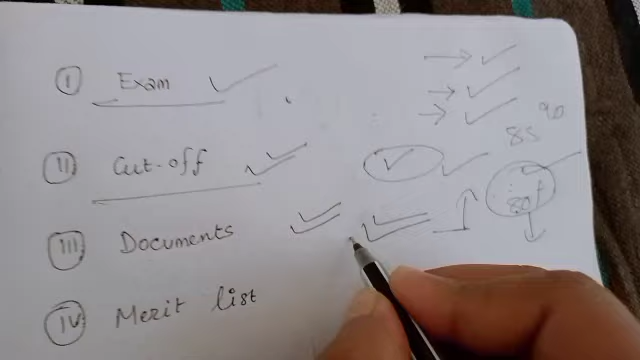 I Exam
90
85
II Cut-off
80
III Documents
IV Merit list